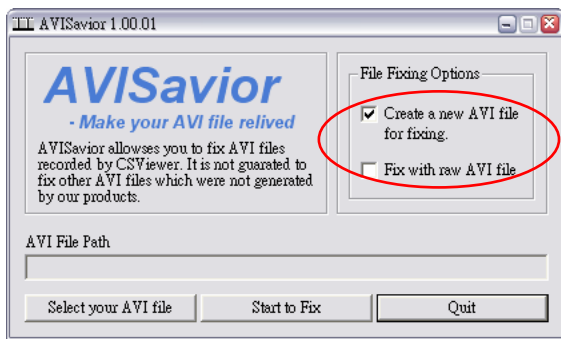 AVISavior 1.00.01
AVISavior
- Make your AVI file relived
AVISavior allowses you to
fix AVI files
recorded by CSViewer. It is not guarated to
fix other AVI files which were not generated
by our products.
File Fixing Options
Create a new AVI file
for fixing.
Fix with raw AVI file
AVI File Path
Select your AVI file
Start to Fix
Quit